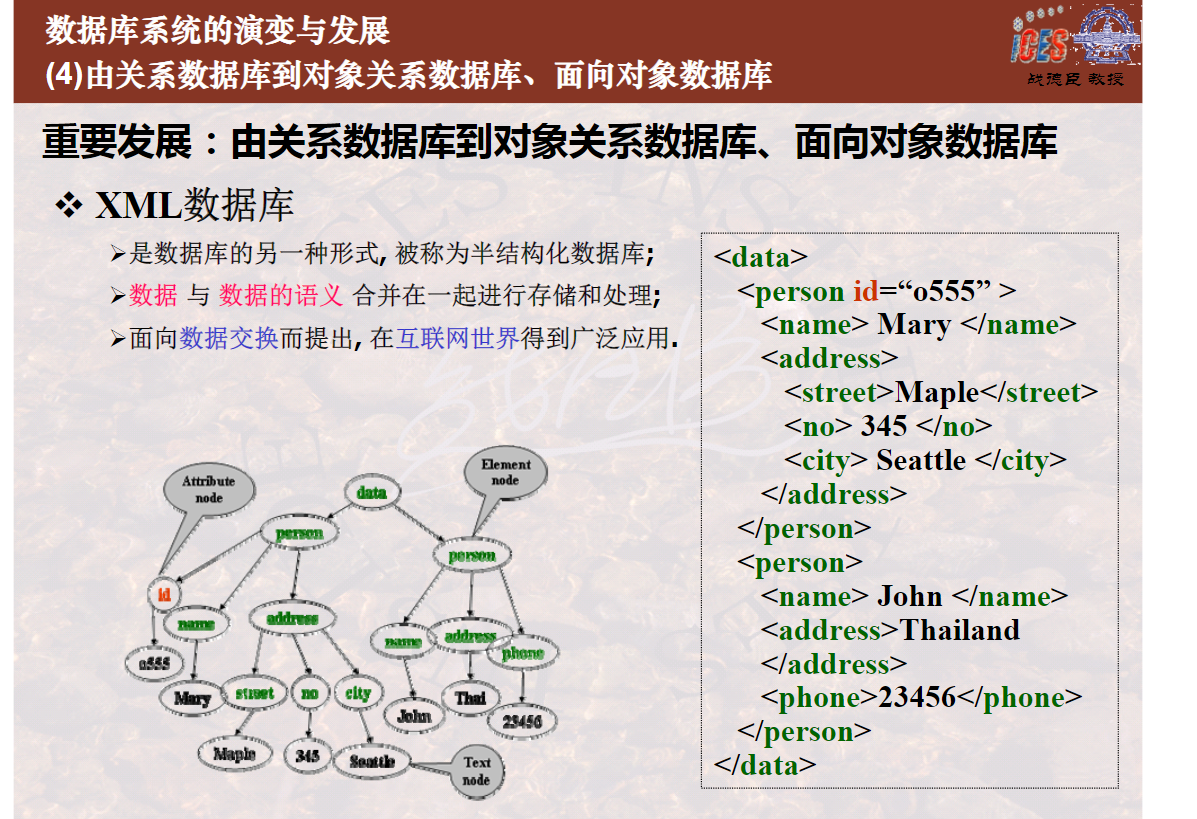 数据库系统的演变与发展
(4)由关系数据库到对象关系数据库、面向对象数据库
iCES
战德臣 教授
重要发展：由关系数据库到对象关系数据库、面向对象数据库
❖ XML数据库
➢是数据库的另一种形式, 被称为半结构化数据库;
➢数据 与 数据的语义 合并在一起进行存储和处理;
➢面向数据交换而提出, 在互联网世界得到广泛应用.
<data>
<person id=“o555” >
<name> Mary </name>
<address>
<street>Maple</street>
<no> 345 </no>
<city> Seattle </city>
</address>
</person>
<person>
<name> John </name>
<address>Thailand
</address>
<phone>23456</phone>
</person>
</data>
Attribute
node
data
Element
node
person
person
id
name
address
name
address
phone
o555
Mary
street
no
city
John
Thai
23456
Maple
345
Seattle
Text
node